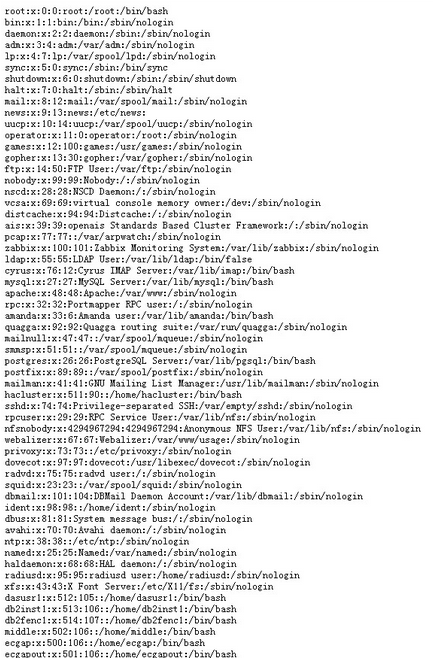 root:x:0:0:root:/root:/bin/bash
bin:x:1:1:bin:/bin:/sbin/nologin
daemon:x:2:2:daemon:/sbin:/sbin/nologin
adm:x:3:4:adm:/var/adm:/sbin/nologin
lp:x:4:7:lp:/var/spool/lpd:/sbin/nologin
sync:x:5:0:sync:/sbin:/bin/sync
shutdown:x:6:0:shutdown:/sbin:/sbin/shutdown
halt:x:7:0:halt:/sbin:/sbin/halt
mail:x:8:12:mail:/var/spool/mail:/sbin/nologin
news:x:9:13:news:/etc/news:
uucp:x:10:14:uucp:/var/spool/uucp:/sbin/nologin
operator:x:11:0:operator:/root:/sbin/nologin
games:x:12:100:games:/usr/games:/sbin/nologin
gopher:x:13:30:gopher:/var/gopher:/sbin/nologin
ftp:x:14:50:FTP User:/var/ftp:/sbin/nologin
nobody:x:99:99:Nobody:/:/sbin/nologin
nscd:x:28:28:NSCD Daemon:/:/sbin/nologin
vcsa:x:69:69:virtual console memory owner:/dev:/sbin/nologin
distcache:x:94:94:Distcache:/:/sbin/nologin
ais:x:39:39:openais Standards Based Cluster Framework:/:/sbin/nologin
pcap:x:77:77::/var/arpwatch:/sbin/nologin
zabbix:x:100:101:Zabbix Monitoring System:/var/lib/zabbix:/sbin/nologin
ldap:x:55:55:LDAP User:/var/lib/ldap:/bin/false
cyrus:x:76:12:Cyrus IMAP Server:/var/lib/imap:/bin/bash
mysql:x:27:27:MySQL Server:/var/lib/mysql:/bin/bash
apache:x:48:48:Apache:/var/www:/sbin/nologin
rpc:x:32:32:Portmapper RPC user:/:/sbin/nologin
amanda:x:33:6:Amanda user:/var/lib/amanda:/bin/bash
quagga:x:92:92:Quagga routing suite:/var/run/quagga:/sbin/nologin
mailnull:x:47:47::/var/spool/mqueue:/sbin/nologin
smmsp:x:51:51::/var/spool/mqueue:/sbin/nologin
postgres:x:26:26:PostgreSQL Server:/var/lib/pgsql:/bin/bash
postfix:x:89:89::/var/spool/postfix:/sbin/nologin
mailman:x:41:41:GNU Mailing List Manager:/usr/lib/mailman:/sbin/nologin
hacluster:x:511:90::/home/hacluster:/bin/bash
sshd:x:74:74:Privilege-separated SSH:/var/empty/sshd:/sbin/nologin
rpcuser:x:29:29:RPC Service User:/var/lib/nfs:/sbin/nologin
nfsnobody:x:4294967294:4294967294:Anonymous NFS User:/var/lib/nfs:/sbin/nologin
webalizer:x:67:67:Webalizer:/var/www/usage:/sbin/nologin
privoxy:x:73:73::/etc/privoxy:/sbin/nologin
dovecot:x:97:97:dovecot:/usr/libexec/dovecot:/sbin/nologin
radvd:x:75:75:radvd user:/:/sbin/nologin
squid:x:23:23::/var/spool/squid:/sbin/nologin
dbmail:x:101:104:DBMail Daemon Account:/var/lib/dbmail:/sbin/nologin
ident:x:98:98::/home/ident:/sbin/nologin
dbus:x:81:81:System message bus:/:/sbin/nologin
avahi:x:70:70:Avahi daemon:/:/sbin/nologin
ntp:x:38:38::/etc/ntp:/sbin/nologin
named:x:25:25:Named:/var/named:/sbin/nologin
haldaemon:x:68:68:HAL daemon:/:/sbin/nologin
radiusd:x:95:95:radiusd user:/home/radiusd:/sbin/nologin
xfs:x:43:43:X Font Server:/etc/X11/fs:/sbin/nologin
dasusr1:x:512:105::/home/dasusr1:/bin/bash
db2inst1:x:513:106::/home/db2inst1:/bin/bash
db2fenc1:x:514:107::/home/db2fenc1:/bin/bash
middle:x:502:106::/home/middle:/bin/bash
ecgap:x:500:106::/home/ecgap:/bin/bash
ecgapout:x:501:106::/home/ecgapout:/bin/bash